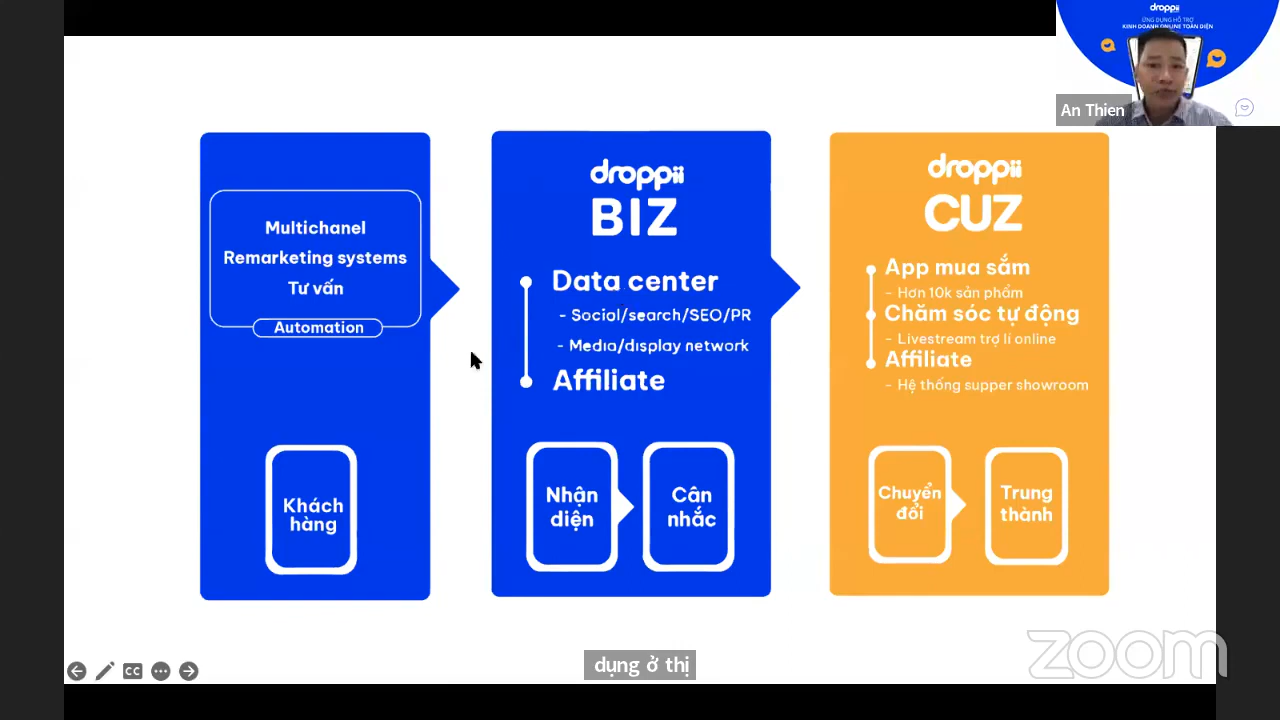 droppii
ỨNG DỤNG HỖ TRỢ
KINH DOANH ONLINE TOÀN DIỆN
An Thien
Multichanel
Remarketing systems
Tư vấn
Automation
Khách
hàng
droppii
BIZ
Data center
- Social/search/SEO/PR
- Media/display network
Affiliate
Nhận
diện
Cân
nhắc
droppii
CUZ
App mua sắm
- Hơn 10k sản phẩm
Chăm sóc tự động
- Livestream trợ lí online
Affiliate
- Hệ thống supper showroom
Chuyển
đổi
Trung
thành
CC
dụng ở thị
zoom